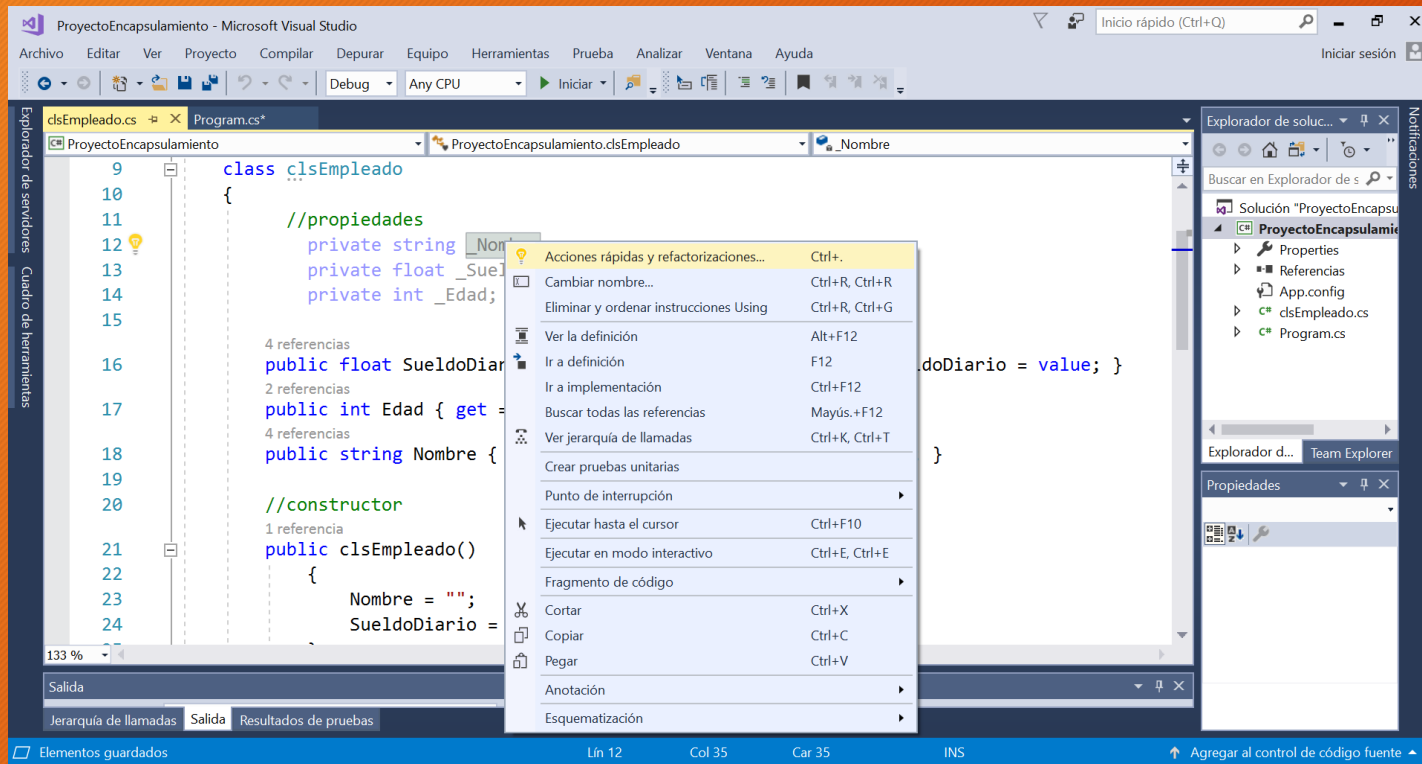 ProyectoEncapsulamiento - Microsoft Visual Studio
Inicio rápido (Ctrl+Q)
Archivo Editar Ver Proyecto Compilar Depurar Equipo Herramientas Prueba Analizar Ventana Ayuda
Iniciar sesión
Debug Any CPU Iniciar
Explorador de servidores
Cuadro de herramientas
clsEmpleado.cs Program.cs*
ProyectoEncapsulamiento ProyectoEncapsulamiento.clsEmpleado _Nombre
9 class clsEmpleado
10 {
11 //propiedades
12 private string _Nom
13 private float _Suel
14 private int _Edad;
15
4 referencias
16 public float SueldoDiar doDiario = value; }
2 referencias
17 public int Edad { get =
4 referencias
18 public string Nombre { }
19
20 //constructor
1 referencia
21 public clsEmpleado()
22 {
23 Nombre = "";
24 SueldoDiario =
133 %
Acciones rápidas y refactorizaciones... Ctrl+.
Cambiar nombre... Ctrl+R, Ctrl+R
Eliminar y ordenar instrucciones Using Ctrl+R, Ctrl+G
Ver la definición Alt+F12
Ir a definición F12
Ir a implementación Ctrl+F12
Buscar todas las referencias Mayús.+F12
Ver jerarquía de llamadas Ctrl+K, Ctrl+T
Crear pruebas unitarias
Punto de interrupción
Ejecutar hasta el cursor Ctrl+F10
Ejecutar en modo interactivo Ctrl+E, Ctrl+E
Fragmento de código
Cortar Ctrl+X
Copiar Ctrl+C
Pegar Ctrl+V
Anotación
Esquematización
Explorador de soluc...
Buscar en Explorador de s
Solución "ProyectoEncapsu
ProyectoEncapsulamie
Properties
Referencias
App.config
C# clsEmpleado.cs
C# Program.cs
Explorador d... Team Explorer
Propiedades
Notificaciones
Salida
Jerarquía de llamadas Salida Resultados de pruebas
Elementos guardados Lín 12 Col 35 Car 35 INS Agregar al control de código fuente